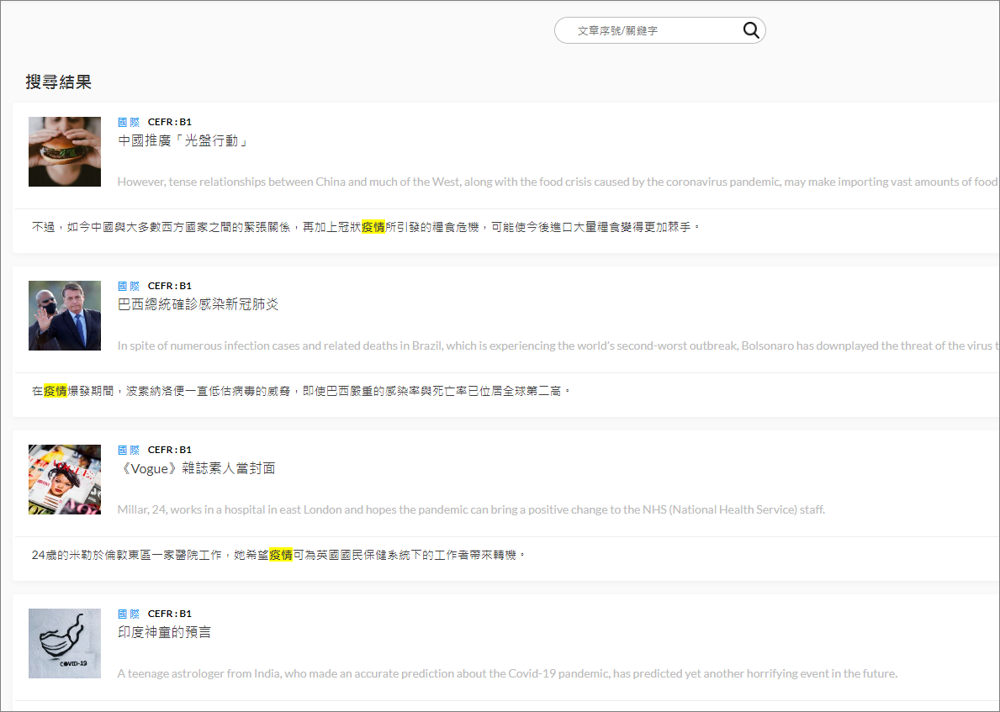 文章序號/關鍵字
搜尋結果
國際 CEFR : B1
中國推廣「光盤行動」
However, tense relationships between China and much of the West, along with the food crisis caused by the coronavirus pandemic, may make importing vast amounts of food
不過，如今中國與大多數西方國家之間的緊張關係，再加上冠狀疫情所引發的糧食危機，可能使今後進口大量糧食變得更加棘手。
國際 CEFR : B1
巴西總統確診感染新冠肺炎
In spite of numerous infection cases and related deaths in Brazil, which is experiencing the world's second-worst outbreak, Bolsonaro has downplayed the threat of the virus t
在疫情爆發期間，波索納洛便一直低估病毒的威脅，即使巴西嚴重的感染率與死亡率已位居全球第二高。
國際 CEFR : B1
《Vogue》雜誌素人當封面
Millar, 24, works in a hospital in east London and hopes the pandemic can bring a positive change to the NHS (National Health Service) staff.
24歲的米勒於倫敦東區一家醫院工作，她希望疫情可為英國國民保健系統下的工作者帶來轉機。
國際 CEFR : B1
印度神童的預言
COVID-19
A teenage astrologer from India, who made an accurate prediction about the Covid-19 pandemic, has predicted yet another horrifying event in the future.